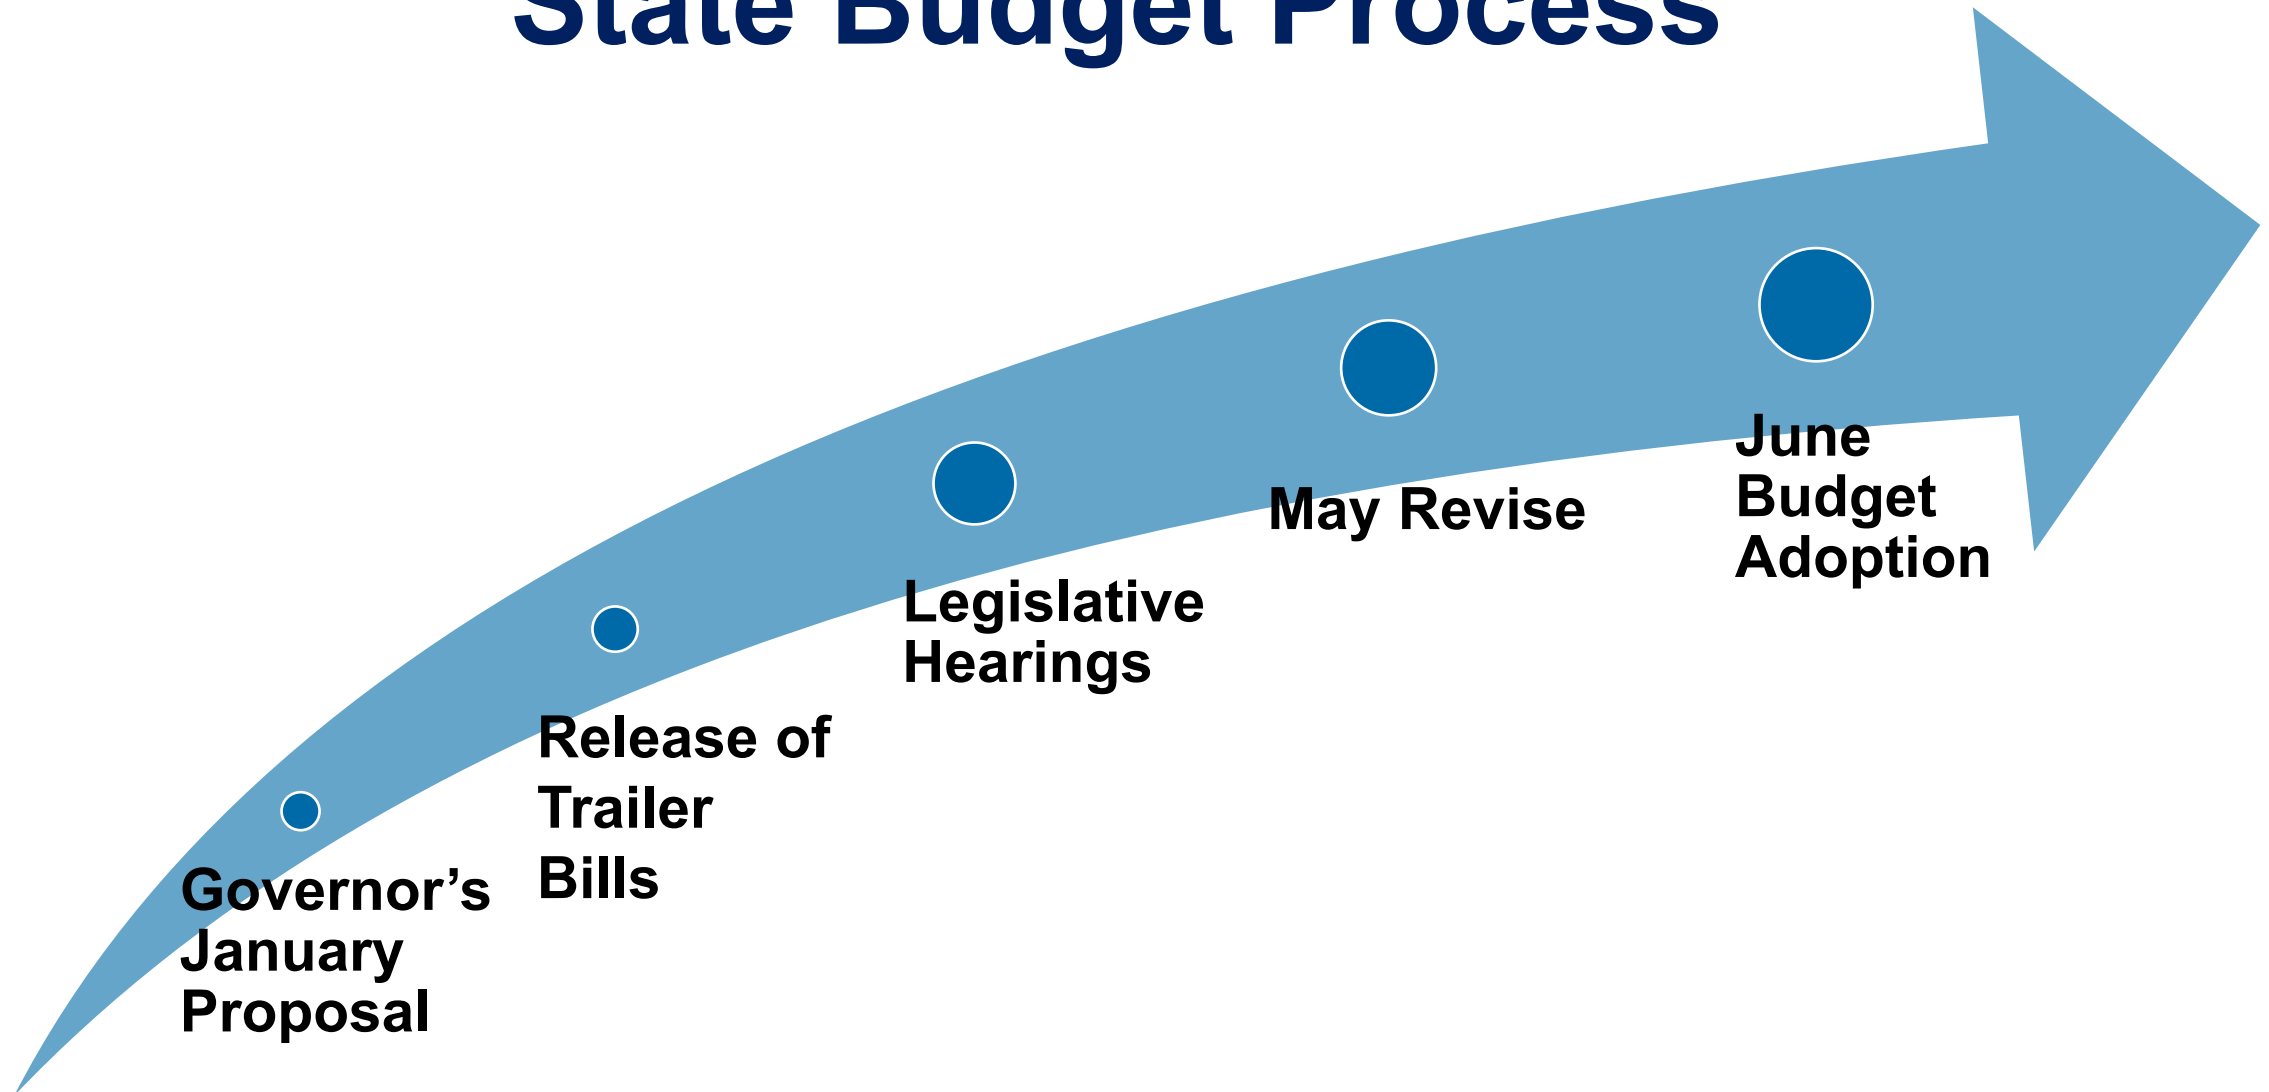 State Budget Process
Governor’s
January
Proposal
Release of
Trailer
Bills
Legislative
Hearings
May Revise
June
Budget
Adoption